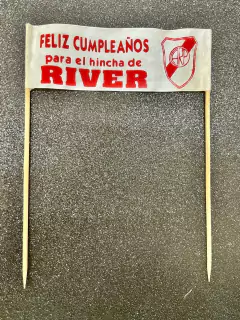 FELIZ CUMPLEAÑOS
para el hincha de
RIVER